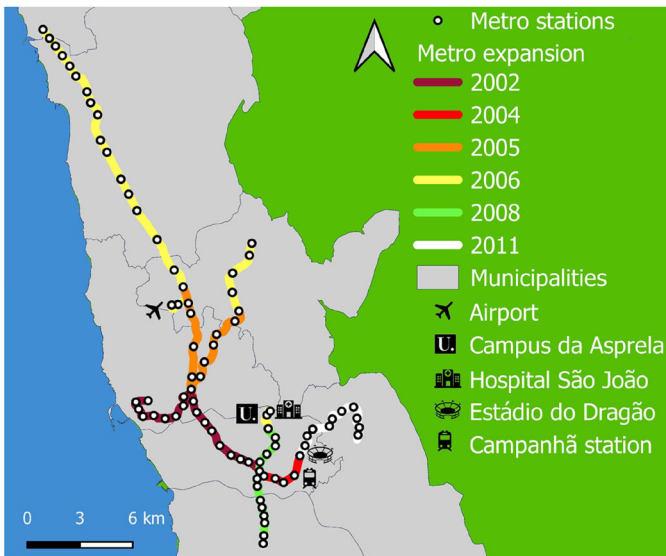 Metro stations
Metro expansion
2002
2004
2005
2006
2008
2011
Municipalities
Airport
U. Campus da Asprela
Hospital São João
Estádio do Dragão
Campanhã station
U.
0 3 6 km